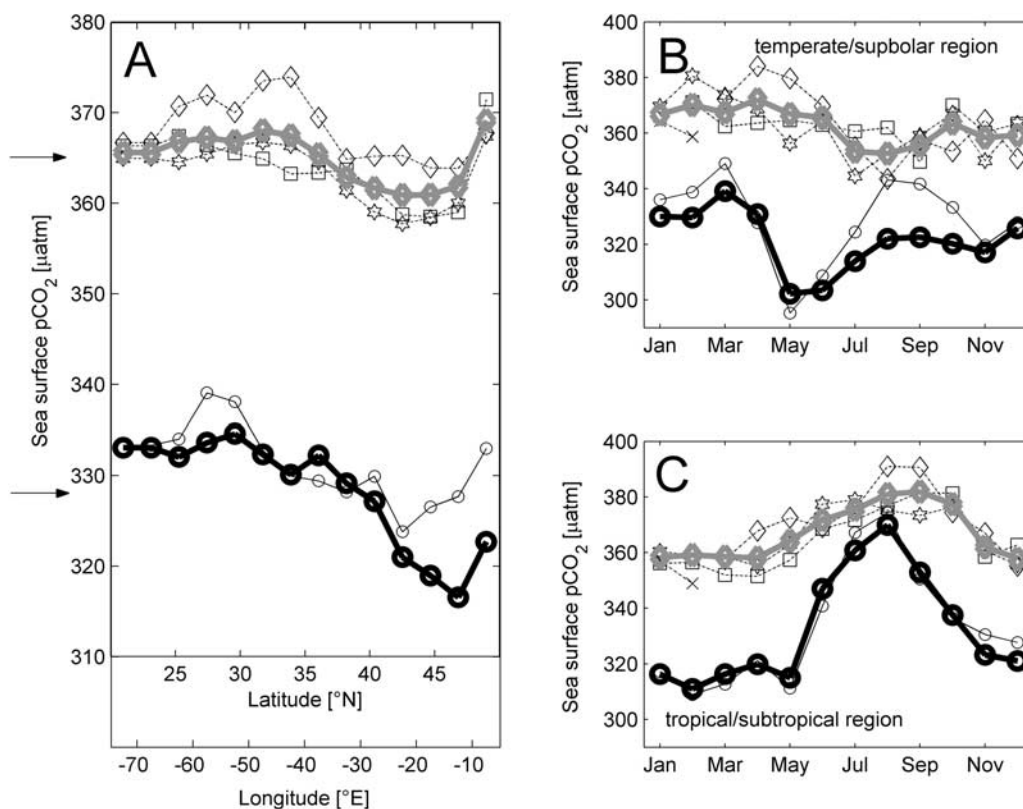 A
380
370
360
350
340
330
320
310
Sea surface pCO2 [µatm]
25 30 35 40 45
Latitude [°N]
-70 -60 -50 -40 -30 -20 -10
Longitude [°E]
B
temperate/supbolar region
400
380
360
340
320
300
Sea surface pCO2 [µatm]
Jan Mar May Jul Sep Nov
C
400
380
360
340
320
300
Sea surface pCO2 [µatm]
tropical/subtropical region
Jan Mar May Jul Sep Nov